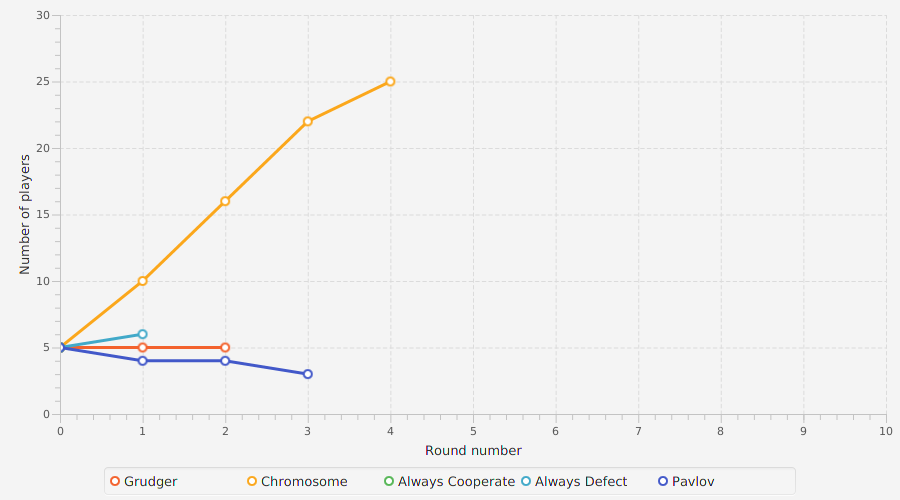 30
25
20
15
10
5
0
Number of players
0 1 2 3 4 5 6 7 8 9 10
Round number
Grudger Chromosome Always Cooperate Always Defect Pavlov